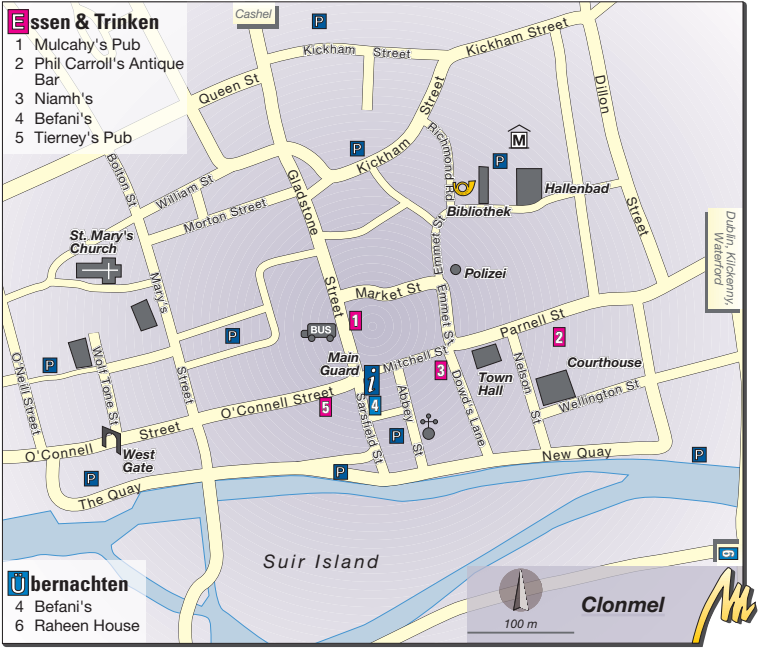 Essen & Trinken
1 Mulcahy's Pub
2 Phil Carroll's Antique
Bar
3 Niamh's
4 Befani's
5 Tierney's Pub
Cashel
P
Kickham Street
Kickham Street
Queen St
Dillon
Street
Kickham
Street
Richmond Rd
P
P
M
Hallenbad
Bibliothek
Bolton St
William St
Morton Street
Gladstone
Street
Emmet St
Emmet St
Dublin, Kilckenny,
Waterford
St. Mary's
Church
Mary's
Street
Polizei
Market St
1
BUS
P
Parnell St
2
Main
Guard
Mitchell St
i
3
4
5
P
O'Neill Street
Wolf Tone St
Town
Hall
Nelson St
Courthouse
Wellington St
O'Connell Street
O'Connell Street
Sarsfield St
Abbey St
Dowd's Lane
P
West
Gate
New Quay
P
P
P
The Quay
Suir Island
6
Übernachten
4 Befani's
6 Raheen House
100 m
Clonmel